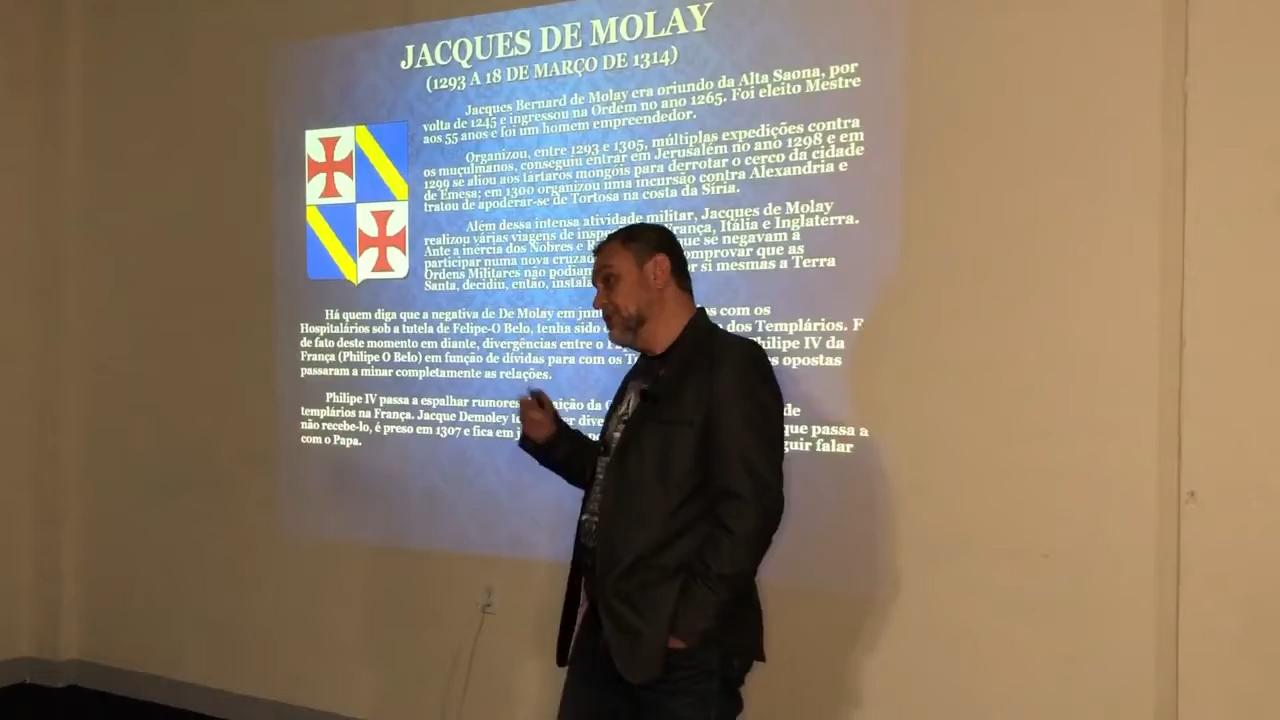 JACQUES DE MOLAY
(1293 A 18 DE MARÇO DE 1314)
Jacques Bernard de Molay era oriundo da Alta Saona, por
volta de 1245 e ingressou na Ordem no ano 1265. Foi eleito Mestre
aos 55 anos e foi um homem empreendedor.
Organizou, entre 1293 e 1305, múltiplas expedições contra
os muçulmanos, conseguiu entrar em Jerusalém no ano 1298 e em
1299 se aliou aos tártaros mongóis para derrotar o cerco da cidade
de Emesa; em 1300 organizou uma incursão contra Alexandria e
tratou de apoderar-se de Tortosa na costa da Síria.
Além dessa intensa atividade militar, Jacques de Molay
realizou várias viagens de França, Itália e Inglaterra.
Ante a inércia dos Nobres e que se negavam a
participar numa nova comprovar que as
Ordens Militares não por si mesmas a Terra
Santa, decidiu, então,
Há quem diga que a negativa de De Molay em com os
Hospitalários sob a tutela de Felipe-O Belo, tenha sido dos Templários. E
de fato deste momento em diante, divergências entre o Philipe IV da
França (Philipe O Belo) em função de dívidas para com os opostas
passaram a minar completamente as relações.
Philipe IV passa a espalhar rumores da de
templários na França. Jacque Demoley que passa a
não recebe-lo, é preso em 1307 e fica em falar
com o Papa.